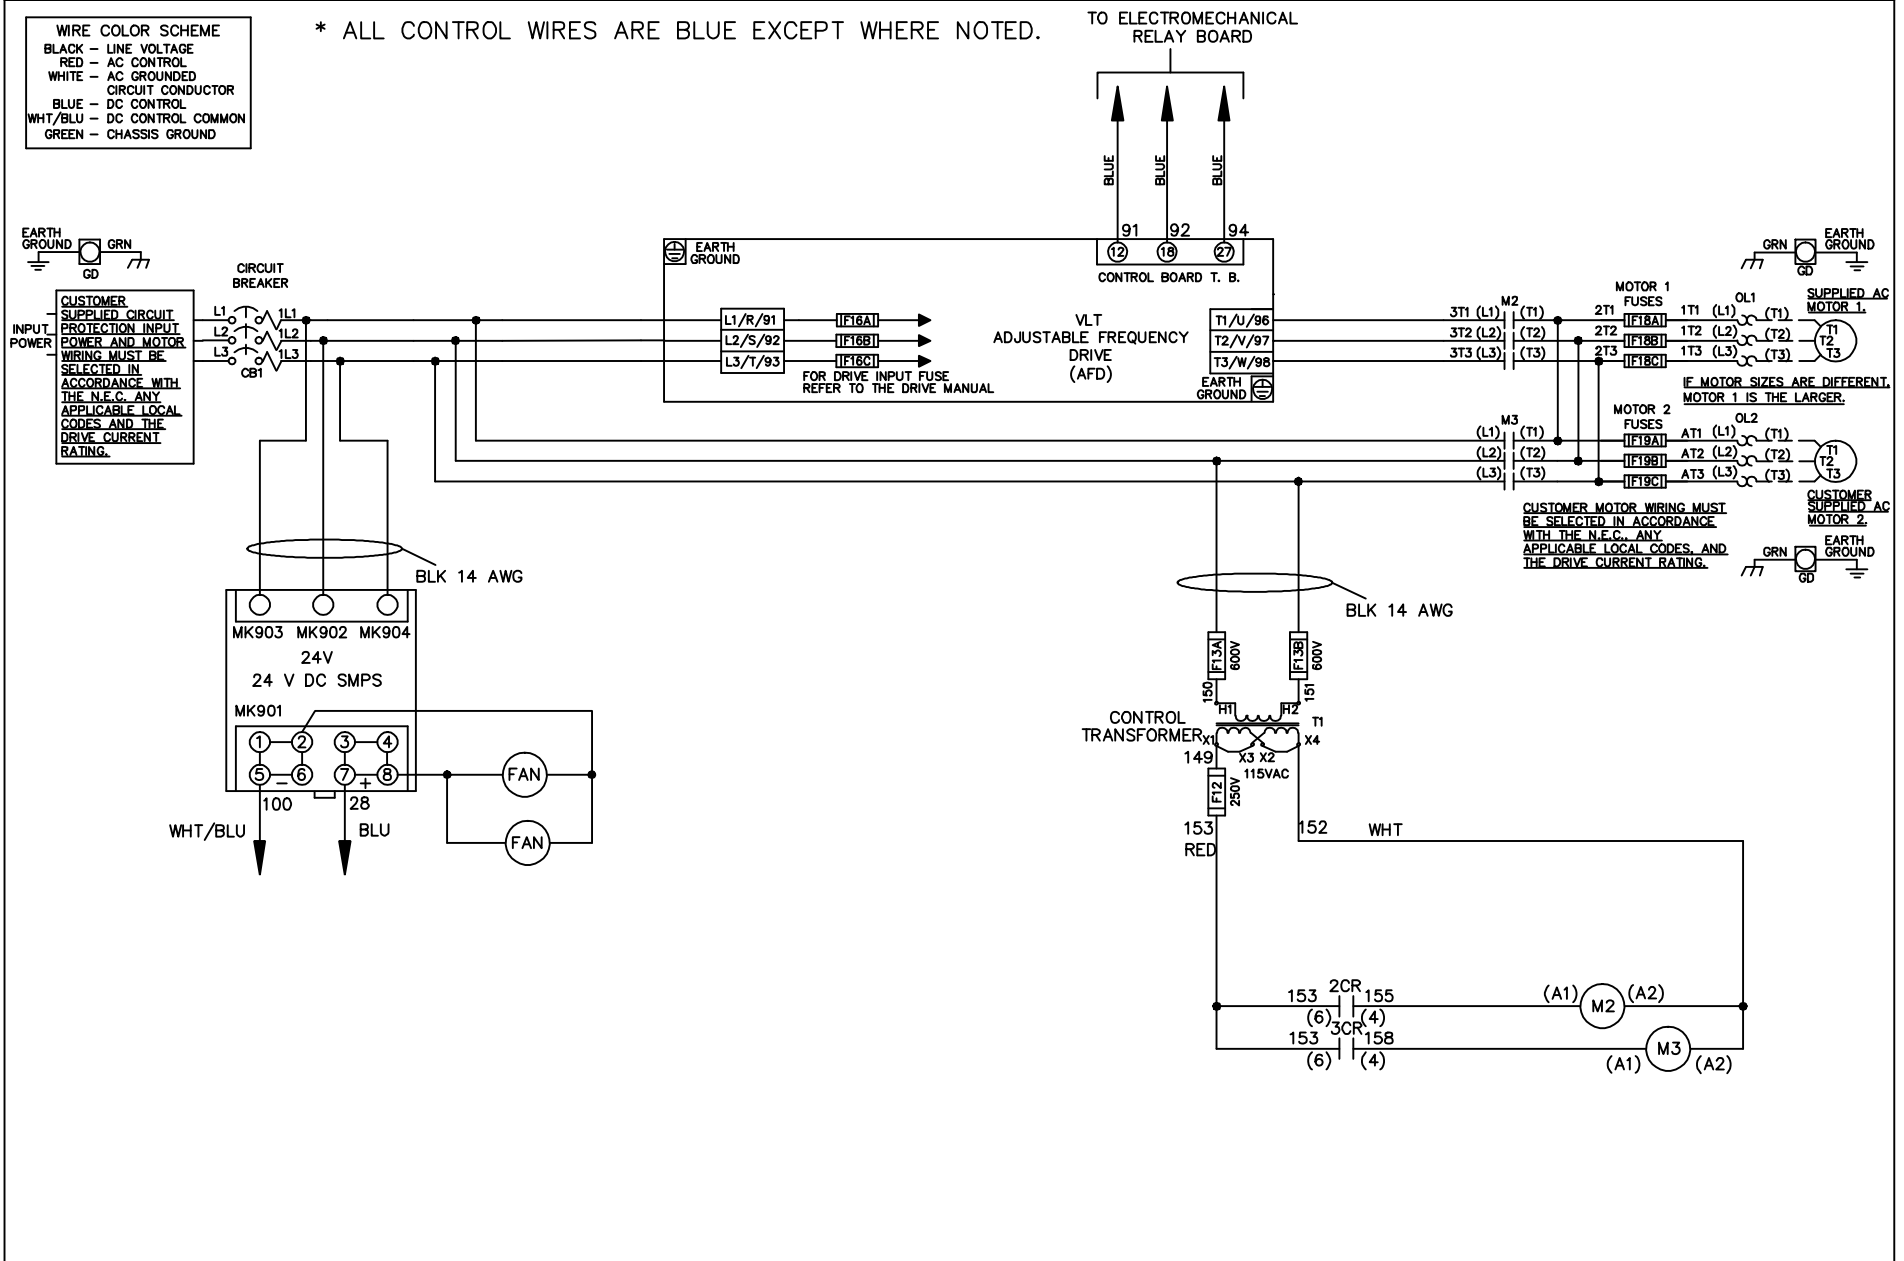 WIRE COLOR SCHEME
BLACK – LINE VOLTAGE
RED – AC CONTROL
WHITE – AC GROUNDED
CIRCUIT CONDUCTOR
BLUE – DC CONTROL
WHT/BLU – DC CONTROL COMMON
GREEN – CHASSIS GROUND
* ALL CONTROL WIRES ARE BLUE EXCEPT WHERE NOTED.
TO ELECTROMECHANICAL
RELAY BOARD
BLUE
BLUE
BLUE
91 92 94
12 18 27
CONTROL BOARD T. B.
EARTH
GROUND
GRN
GD
CIRCUIT
BREAKER
INPUT
POWER
CUSTOMER
SUPPLIED CIRCUIT
PROTECTION INPUT
POWER AND MOTOR
WIRING MUST BE
SELECTED IN
ACCORDANCE WITH
THE N.E.C. ANY
APPLICABLE LOCAL
CODES AND THE
DRIVE CURRENT
RATING.
L1 1L1
L2 1L2
L3 1L3
CB1
EARTH
GROUND
L1/R/91 F16A
L2/S/92 F16B
L3/T/93 F16C
FOR DRIVE INPUT FUSE
REFER TO THE DRIVE MANUAL
VLT
ADJUSTABLE FREQUENCY
DRIVE
(AFD)
T1/U/96
T2/V/97
T3/W/98
EARTH
GROUND
M2
3T1 (L1) (T1)
3T2 (L2) (T2)
3T3 (L3) (T3)
MOTOR 1
FUSES
2T1 F18A 1T1 (L1) (T1)
2T2 F18B 1T2 (L2) (T2)
2T3 F18C 1T3 (L3) (T3)
OL1
GRN
GD
EARTH
GROUND
SUPPLIED AC
MOTOR 1.
T1
T2
T3
IF MOTOR SIZES ARE DIFFERENT,
MOTOR 1 IS THE LARGER.
M3
(L1) (T1)
(L2) (T2)
(L3) (T3)
MOTOR 2
FUSES
F19A AT1 (L1) (T1)
F19B AT2 (L2) (T2)
F19C AT3 (L3) (T3)
OL2
T1
T2
T3
CUSTOMER
SUPPLIED AC
MOTOR 2.
CUSTOMER MOTOR WIRING MUST
BE SELECTED IN ACCORDANCE
WITH THE N.E.C., ANY
APPLICABLE LOCAL CODES, AND
THE DRIVE CURRENT RATING.
GRN
GD
EARTH
GROUND
BLK 14 AWG
MK903 MK902 MK904
24V
24 V DC SMPS
MK901
1 2 3 4
5 – 6 7 + 8
100 28
WHT/BLU BLU
FAN
FAN
BLK 14 AWG
F13A 600V
F13B 600V
150 151
H1 H2
CONTROL
TRANSFORMER
T1
X1 X3 X2 X4
115VAC
149
F12 250V
153
RED
152 WHT
153 2CR 155 (A1) M2 (A2)
(6) (4)
153 3CR 158 M3
(6) (4) (A1) (A2)